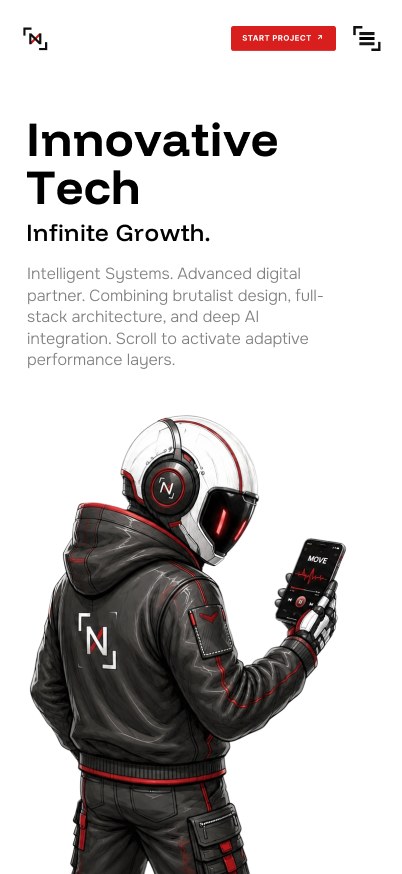 START PROJECT ↗
Innovative
Tech
Infinite Growth.
Intelligent Systems. Advanced digital
partner. Combining brutalist design, full-
stack architecture, and deep AI
integration. Scroll to activate adaptive
performance layers.
N
MOVE
N